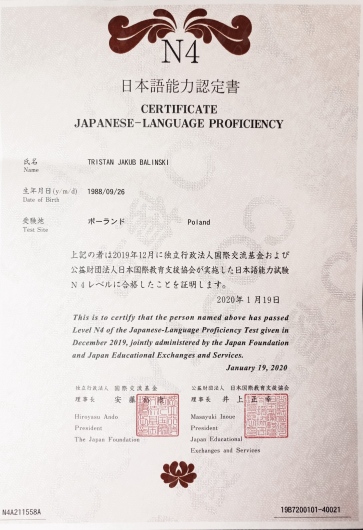 N4
日本語能力認定書
CERTIFICATE
JAPANESE-LANGUAGE PROFICIENCY
氏名 TRISTAN JAKUB BALINSKI
Name
生年月日(y/m/d) 1988/09/26
Date of Birth
受験地 ポーランド Poland
Test Site
上記の者は2019年12月に独立行政法人国際交流基金および
公益財団法人日本国際教育支援協会が実施した日本語能力試験
N4レベルに合格したことを証明します。
2020年1月19日
This is to certify that the person named above has passed
Level N4 of the Japanese-Language Proficiency Test given in
December 2019, jointly administered by the Japan Foundation
and Japan Educational Exchanges and Services.
January 19, 2020
独立行政法人 国際交流基金
理事長 安藤裕康
Hiroyasu Ando
President
The Japan Foundation
公益財団法人 日本国際教育支援協会
理事長 井上正幸
Masayuki Inoue
President
Japan Educational
Exchanges and Services
N4A211558A 19B7200101-40021